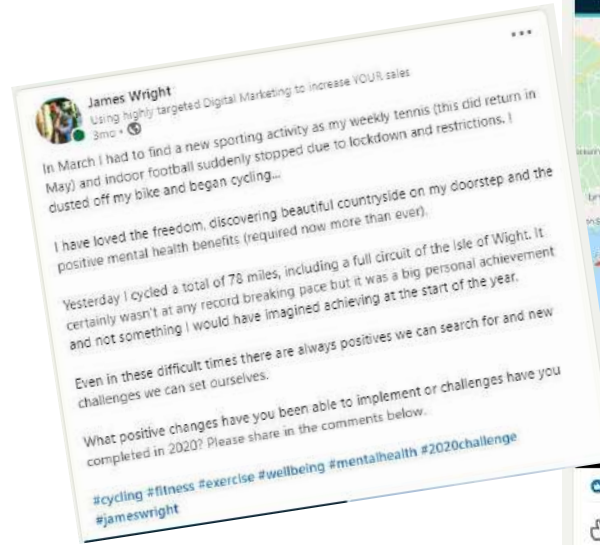 James Wright
Using highly targeted Digital Marketing to increase YOUR sales
3mo •
In March I had to find a new sporting activity as my weekly tennis (this did return in
May) and indoor football suddenly stopped due to lockdown and restrictions. I
dusted off my bike and began cycling...
I have loved the freedom, discovering beautiful countryside on my doorstep and the
positive mental health benefits (required now more than ever).
Yesterday I cycled a total of 78 miles, including a full circuit of the Isle of Wight. It
certainly wasn't at any record breaking pace but it was a big personal achievement
and not something I would have imagined achieving at the start of the year.
Even in these difficult times there are always positives we can search for and new
challenges we can set ourselves.
What positive changes have you been able to implement or challenges have you
completed in 2020? Please share in the comments below.
#cycling #fitness #exercise #wellbeing #mentalhealth #2020challenge
#jameswright